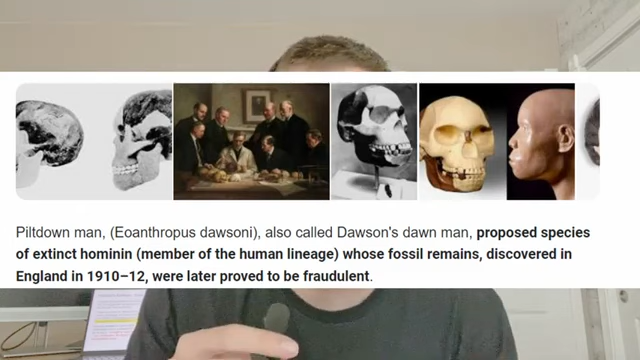 Piltdown man, (Eoanthropus dawsoni), also called Dawson's dawn man, proposed species
of extinct hominin (member of the human lineage) whose fossil remains, discovered in
England in 1910–12, were later proved to be fraudulent.